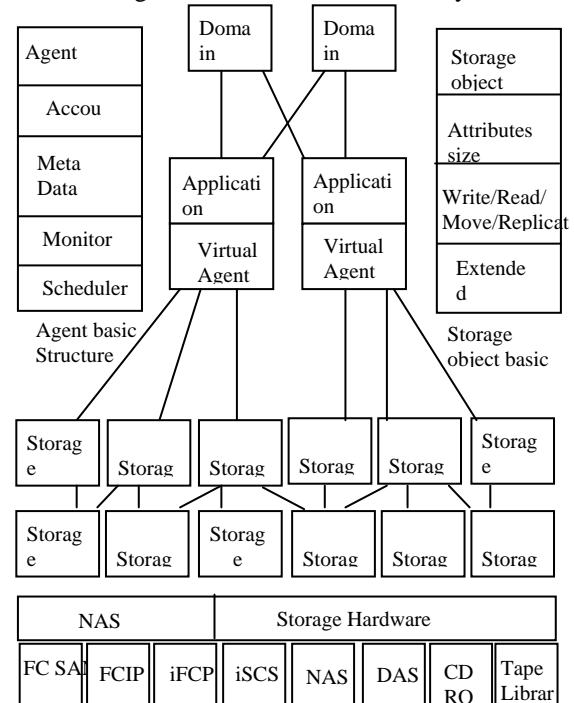 Doma
in
Doma
in
Agent
Accou
Meta
Data
Monitor
Scheduler
Agent basic
Structure
Applicati
on
Virtual
Agent
Applicati
on
Virtual
Agent
Storage
object
Attributes
size
Write/Read/
Move/Replicat
Extende
d
Storage
object basic
Storag
e
Storag
Storag
Storag
Storag
Storag
e
Storag
e
Storag
Storag
e
Storag
Storag
Storag
NAS
Storage Hardware
FC SAN
FCIP
iFCP
iSCS
NAS
DAS
CD
RO
Tape
Librar